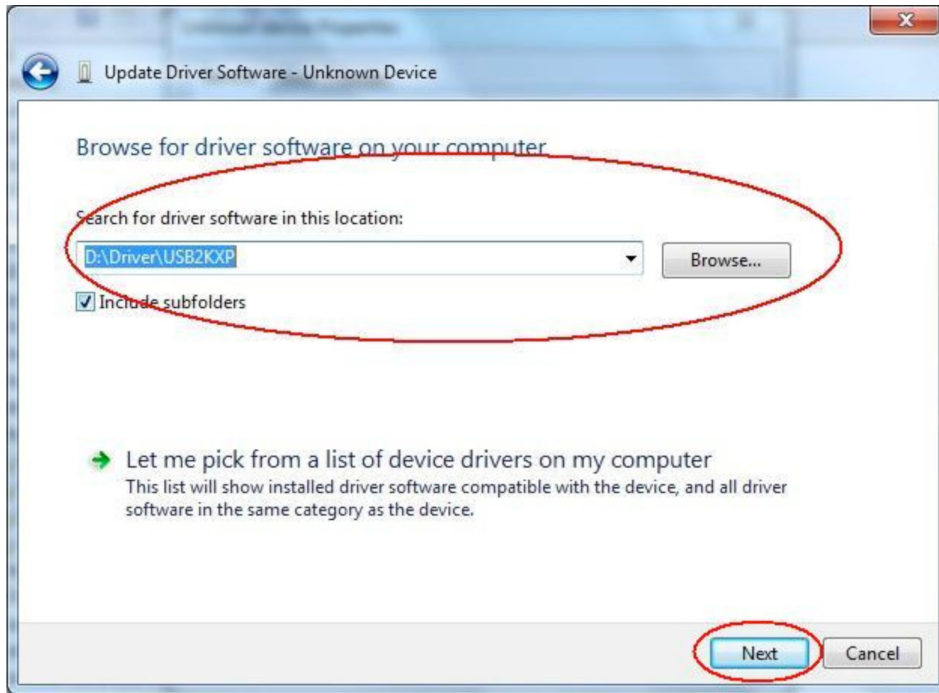 Update Driver Software - Unknown Device
Browse for driver software on your computer
Search for driver software in this location:
D:\Driver\USB2KXP
Browse...
Include subfolders
Let me pick from a list of device drivers on my computer
This list will show installed driver software compatible with the device, and all driver
software in the same category as the device.
Next
Cancel